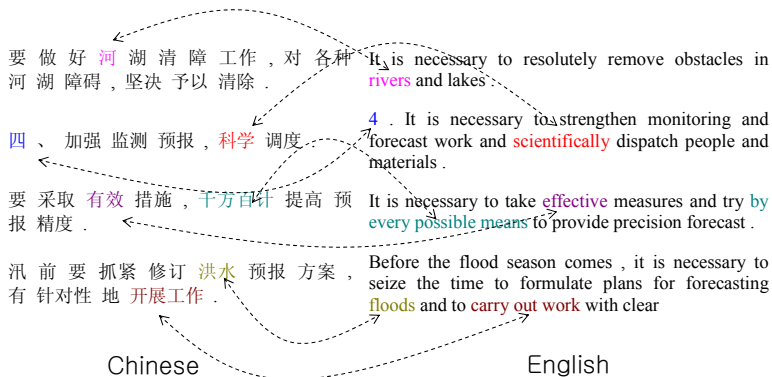 要 做 好 河 湖 清 障 工作 , 对 各种
河 湖 障碍 , 坚决 予以 清除 .
It is necessary to resolutely remove obstacles in
rivers and lakes .
四 、 加强 监测 预报 , 科学 调度
4 . It is necessary to strengthen monitoring and
forecast work and scientifically dispatch people and
materials .
要 采取 有效 措施 , 千方百计 提高 预
报 精度 .
It is necessary to take effective measures and try by
every possible means to provide precision forecast .
汛 前 要 抓紧 修订 洪水 预报 方案 ,
有 针对性 地 开展工作 .
Before the flood season comes , it is necessary to
seize the time to formulate plans for forecasting
floods and to carry out work with clear
Chinese
English